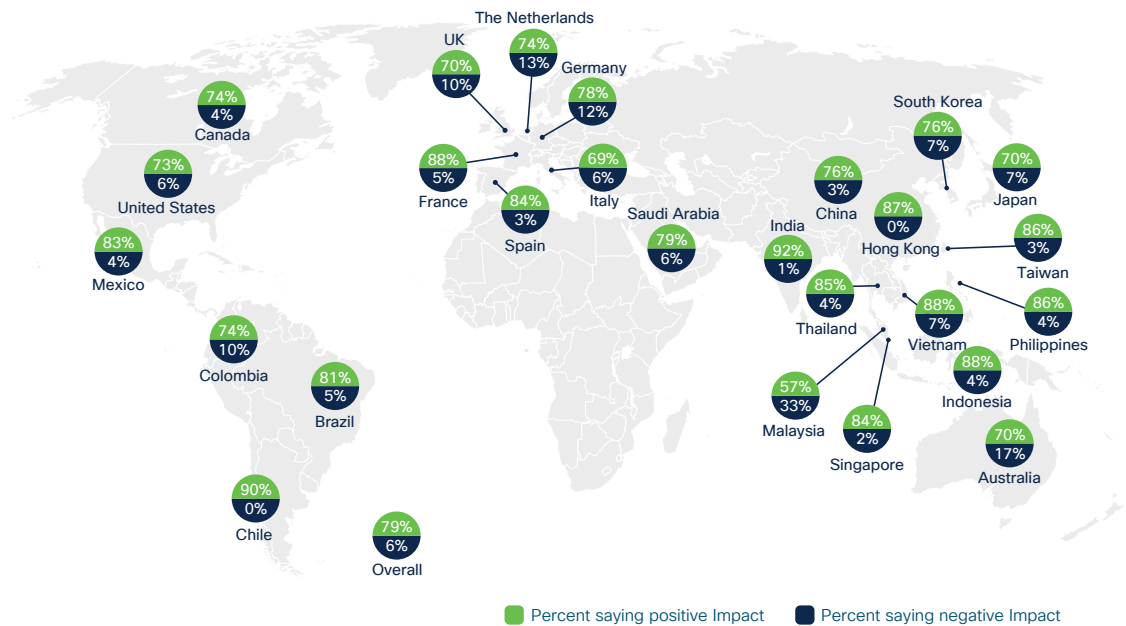 The Netherlands
74%
13%
UK
70%
10%
Germany
78%
12%
74%
4%
Canada
73%
6%
United States
83%
4%
Mexico
88%
5%
France
84%
3%
Spain
69%
6%
Italy
Saudi Arabia
79%
6%
South Korea
76%
7%
70%
7%
Japan
76%
3%
China
87%
0%
Hong Kong
India
92%
1%
86%
3%
Taiwan
85%
4%
Thailand
88%
7%
Vietnam
86%
4%
Philippines
88%
4%
Indonesia
57%
33%
Malaysia
84%
2%
Singapore
70%
17%
Australia
74%
10%
Colombia
81%
5%
Brazil
90%
0%
Chile
79%
6%
Overall
Percent saying positive Impact
Percent saying negative Impact